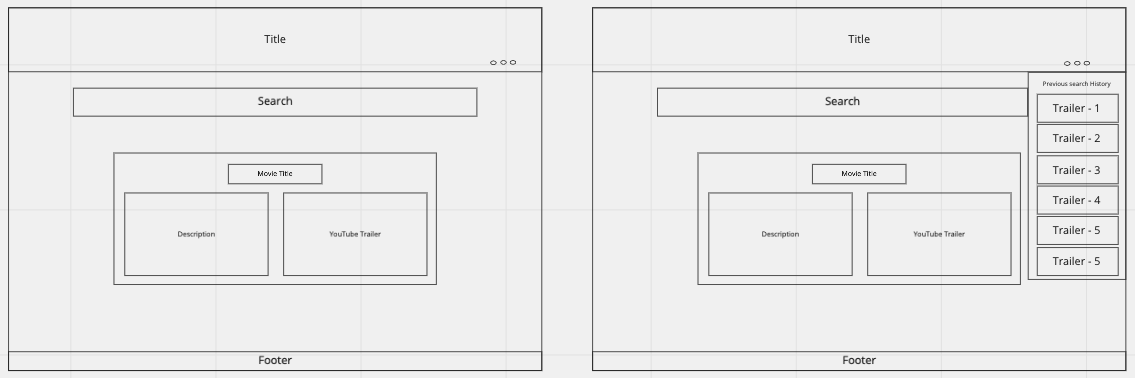 Title
Search
Movie Title
Description
YouTube Trailer
Footer
Title
Previous search History
Search
Trailer - 1
Trailer - 2
Trailer - 3
Trailer - 4
Trailer - 5
Trailer - 5
Movie Title
Description
YouTube Trailer
Footer